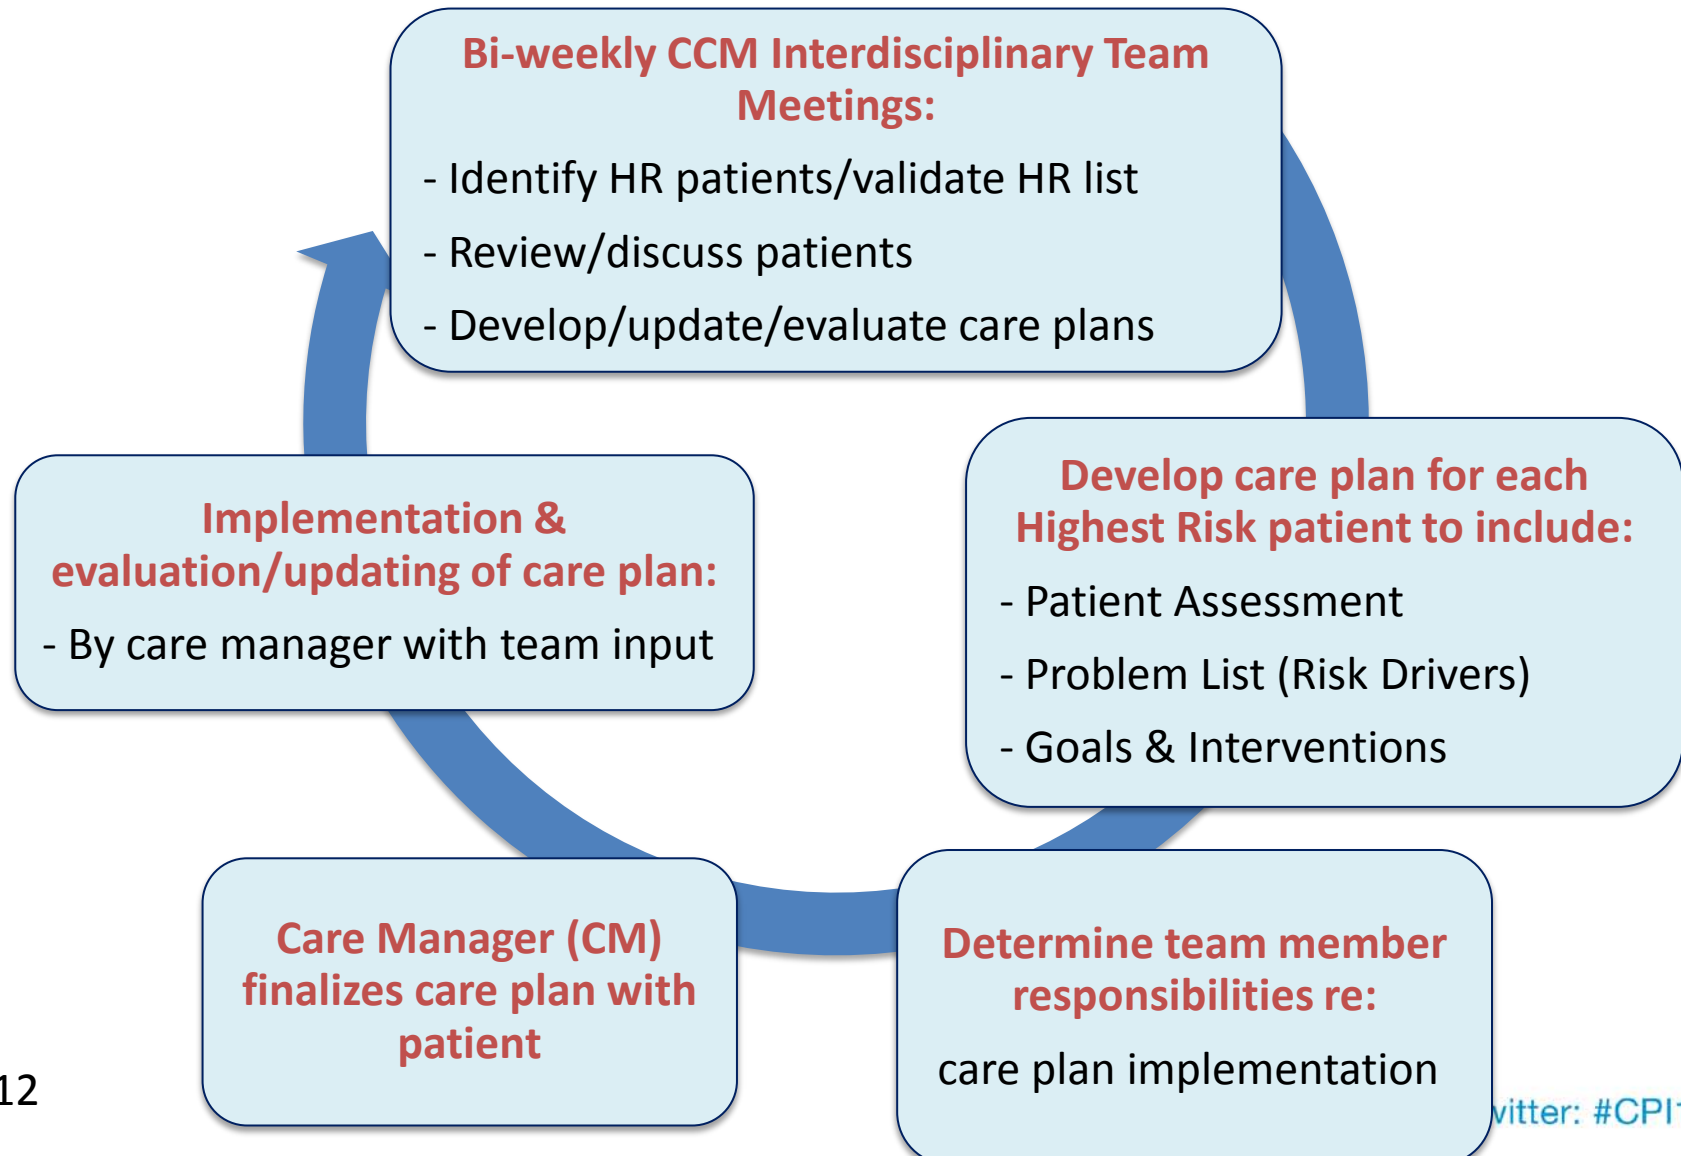 Bi-weekly CCM Interdisciplinary Team
Meetings:
- Identify HR patients/validate HR list
- Review/discuss patients
- Develop/update/evaluate care plans
Develop care plan for each
Highest Risk patient to include:
- Patient Assessment
- Problem List (Risk Drivers)
- Goals & Interventions
Determine team member
responsibilities re:
care plan implementation
Care Manager (CM)
finalizes care plan with
patient
Implementation &
evaluation/updating of care plan:
- By care manager with team input
12
witter: #CPI